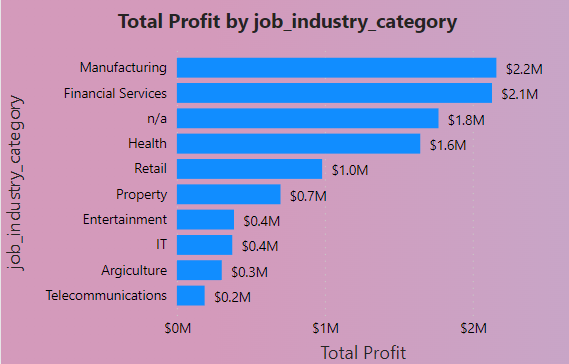 Total Profit by job_industry_category
job_industry_category
Manufacturing $2.2M
Financial Services $2.1M
n/a $1.8M
Health $1.6M
Retail $1.0M
Property $0.7M
Entertainment $0.4M
IT $0.4M
Argiculture $0.3M
Telecommunications $0.2M
$0M $1M $2M
Total Profit